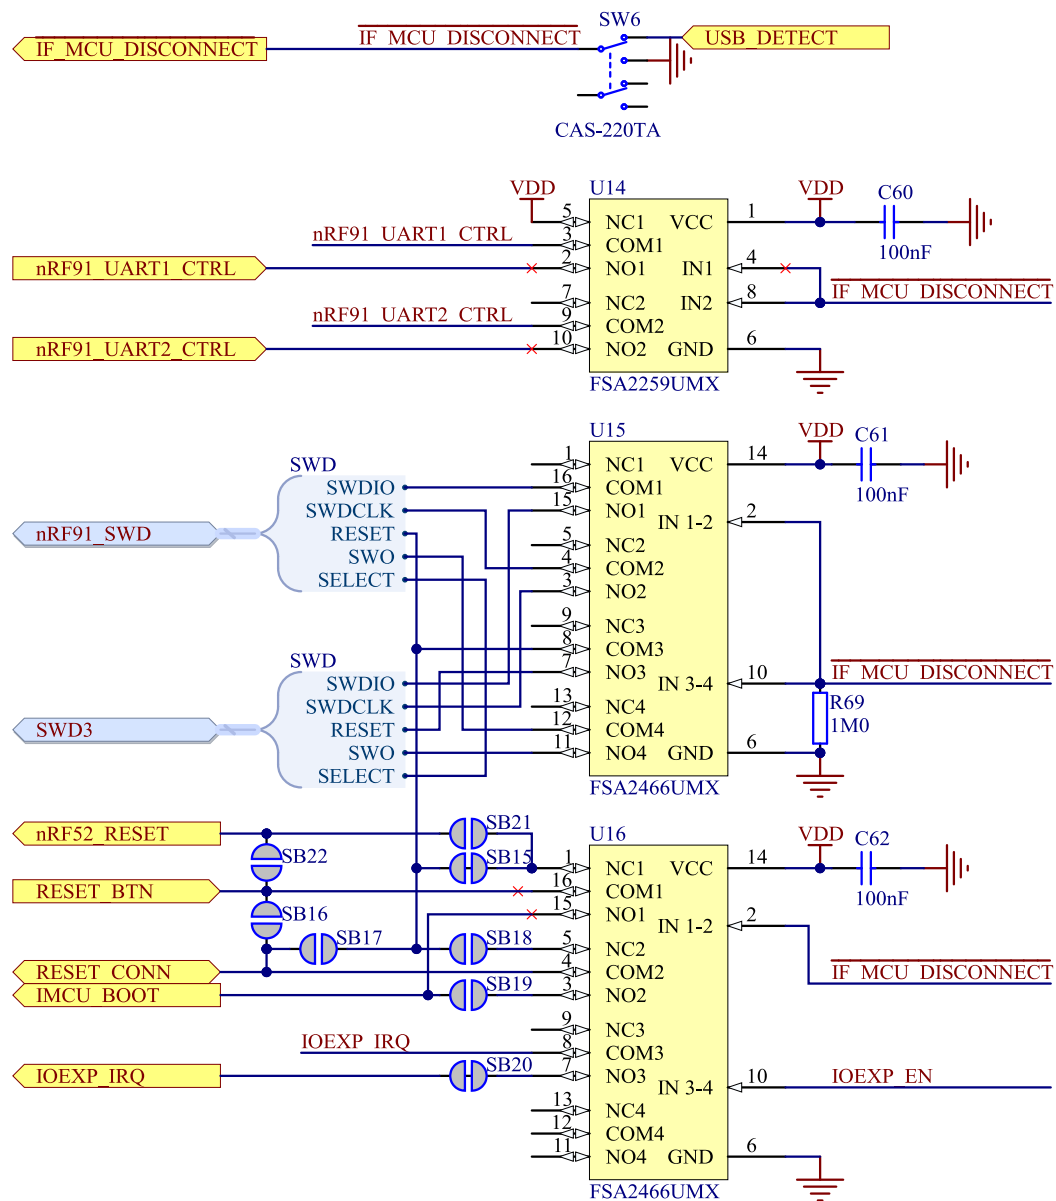 SW6
IF_MCU_DISCONNECT
IF_MCU_DISCONNECT
USB_DETECT
CAS-220TA
U14
VDD
5 NC1 VCC 1
VDD
C60
100nF
nRF91_UART1_CTRL
3 COM1
nRF91_UART1_CTRL
2 NO1 IN1 4
7 NC2 IN2 8
IF_MCU_DISCONNECT
nRF91_UART2_CTRL
9 COM2
nRF91_UART2_CTRL
10 NO2 GND 6
FSA2259UMX
U15
1 NC1 VCC 14
VDD
C61
100nF
SWD
SWDIO
16 COM1
SWDCLK
15 NO1
IN 1-2 2
nRF91_SWD
RESET
5 NC2
SWO
4 COM2
SELECT
3 NO2
9 NC3
8 COM3
SWD
7 NO3
SWDIO
IN 3-4 10
IF_MCU_DISCONNECT
SWDCLK
13 NC4
R69
1M0
SWD3
RESET
12 COM4
SWO
11 NO4 GND 6
SELECT
FSA2466UMX
nRF52_RESET
SB21
U16
SB22
SB15
1 NC1 VCC 14
VDD
C62
100nF
RESET_BTN
16 COM1
15 NO1
SB16
IN 1-2 2
SB17
SB18
5 NC2
RESET_CONN
4 COM2
IF_MCU_DISCONNECT
IMCU_BOOT
SB19
3 NO2
9 NC3
IOEXP_IRQ
8 COM3
IOEXP_IRQ
SB20
7 NO3
IN 3-4 10
IOEXP_EN
13 NC4
12 COM4
11 NO4 GND 6
FSA2466UMX